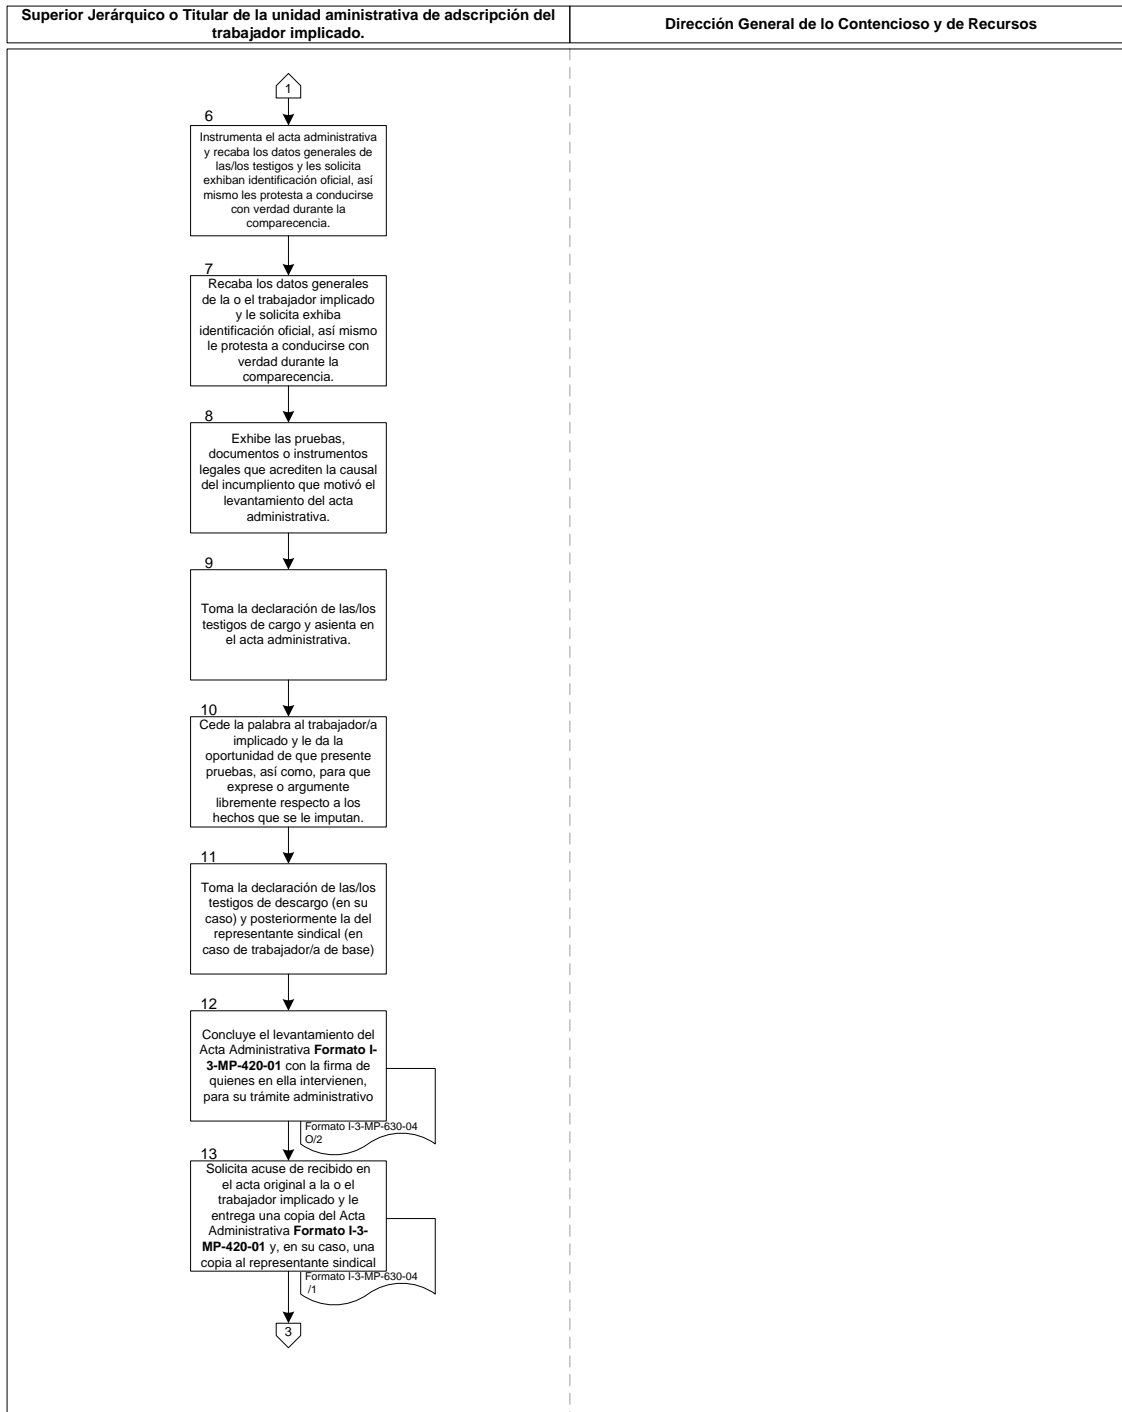 Superior Jerárquico o Titular de la unidad aministrativa de adscripción del
trabajador implicado.
Dirección General de lo Contencioso y de Recursos
1
6
Instrumenta el acta administrativa
y recaba los datos generales de
las/los testigos y les solicita
exhiban identificación oficial, así
mismo les protesta a conducirse
con verdad durante la
comparecencia.
7
Recaba los datos generales
de la o el trabajador implicado
y le solicita exhiba
identificación oficial, así mismo
le protesta a conducirse con
verdad durante la
comparecencia.
8
Exhibe las pruebas,
documentos o instrumentos
legales que acrediten la causal
del incumpliento que motivó el
levantamiento del acta
administrativa.
9
Toma la declaración de las/los
testigos de cargo y asienta en
el acta administrativa.
10
Cede la palabra al trabajador/a
implicado y le da la
oportunidad de que presente
pruebas, así como, para que
exprese o argumente
libremente respecto a los
hechos que se le imputan.
11
Toma la declaración de las/los
testigos de descargo (en su
caso) y posteriormente la del
representante sindical (en
caso de trabajador/a de base)
12
Concluye el levantamiento del
Acta Administrativa Formato I-
3-MP-420-01 con la firma de
quienes en ella intervienen,
para su trámite administrativo
Formato I-3-MP-630-04
O/2
13
Solicita acuse de recibido en
el acta original a la o el
trabajador implicado y le
entrega una copia del Acta
Administrativa Formato I-3-
MP-420-01 y, en su caso, una
copia al representante sindical
Formato I-3-MP-630-04
/1
3